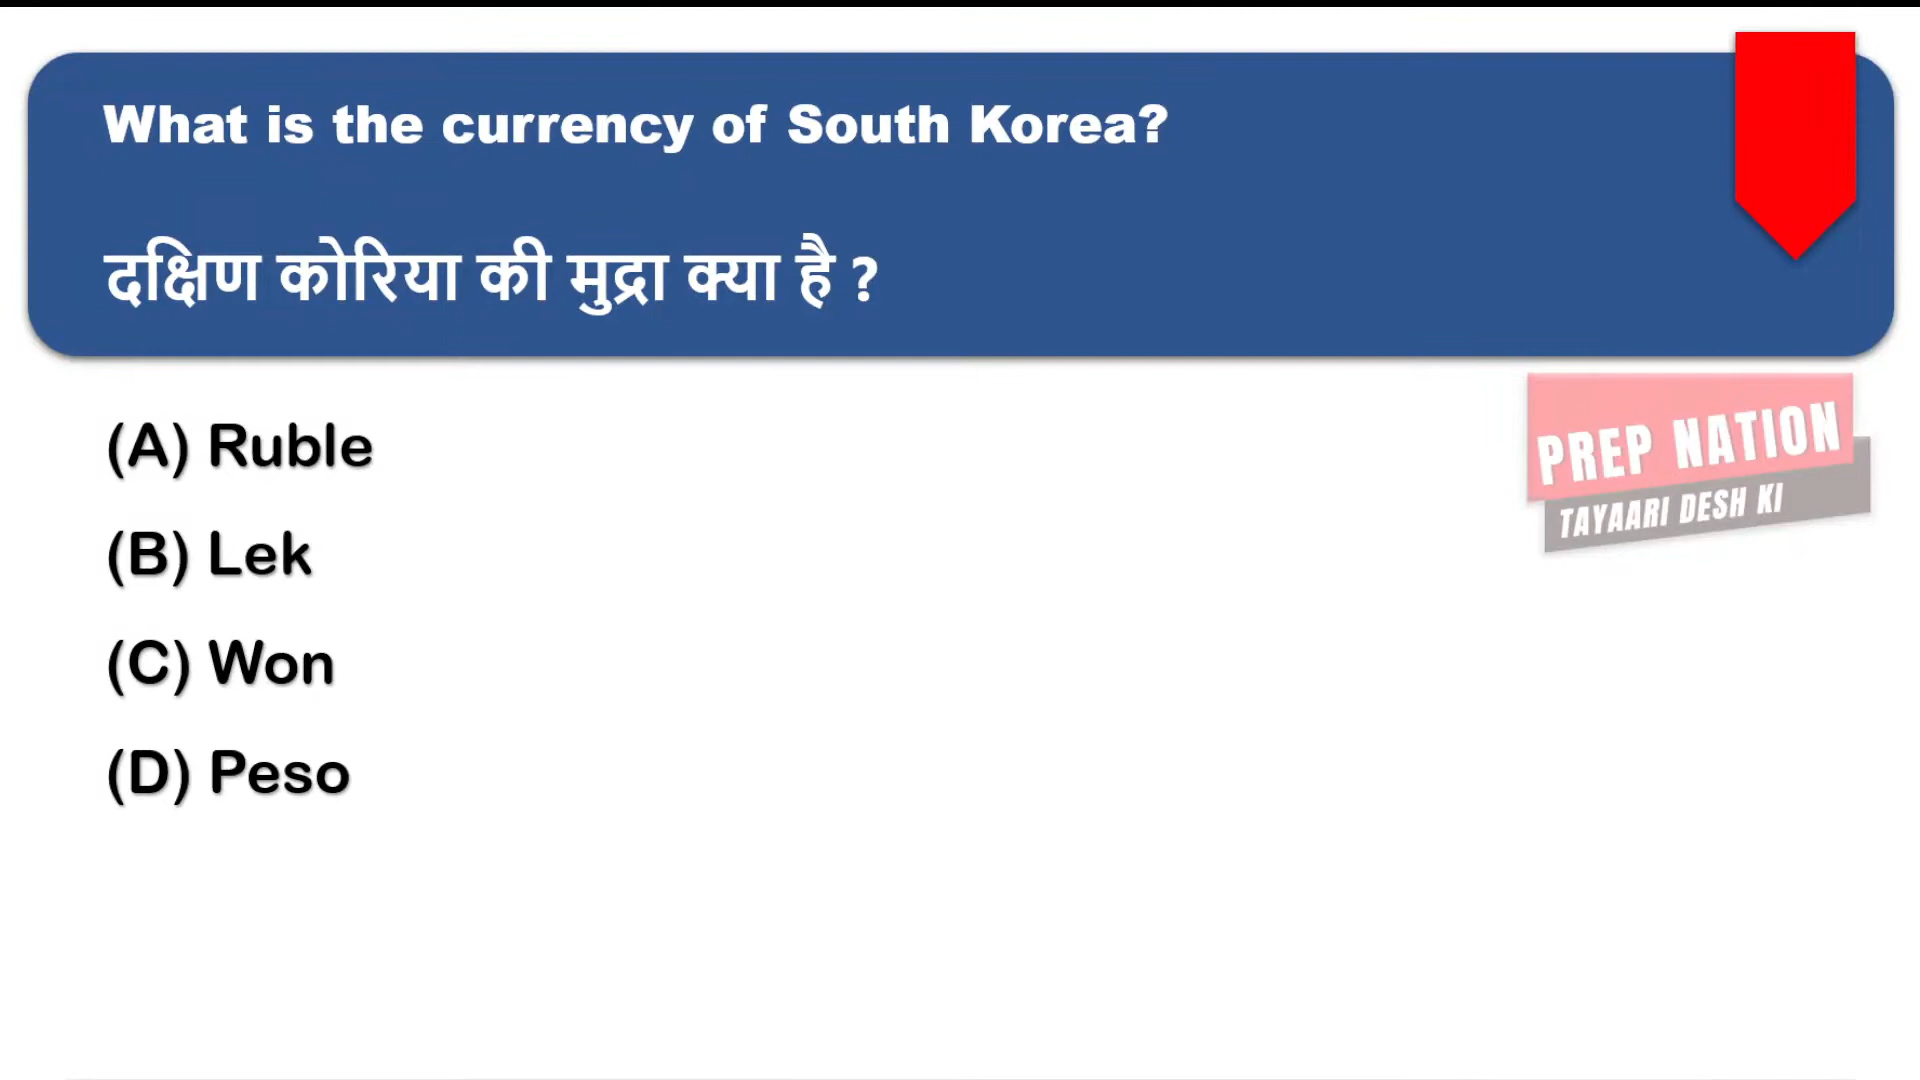 What is the currency of South Korea?
दक्षिण कोरिया की मुद्रा क्या है ?
(A) Ruble
PREP NATION
TAYAARI DESH KI
(B) Lek
(C) Won
(D) Peso